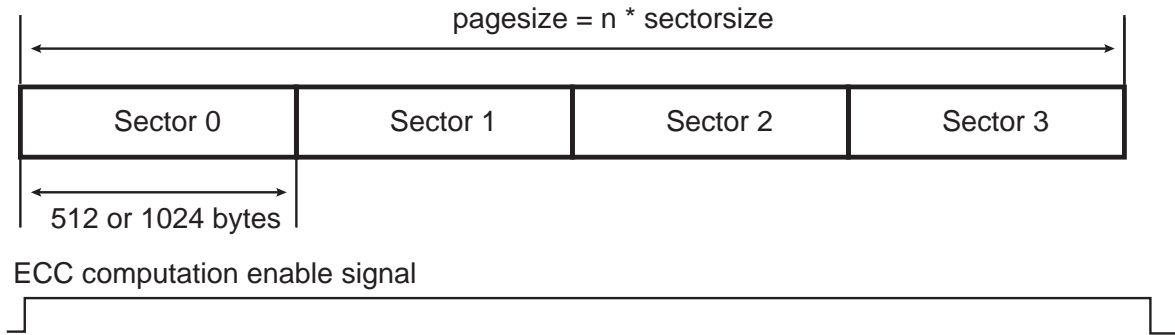 pagesize = n * sectorsize
Sector 0 Sector 1 Sector 2 Sector 3
512 or 1024 bytes
ECC computation enable signal